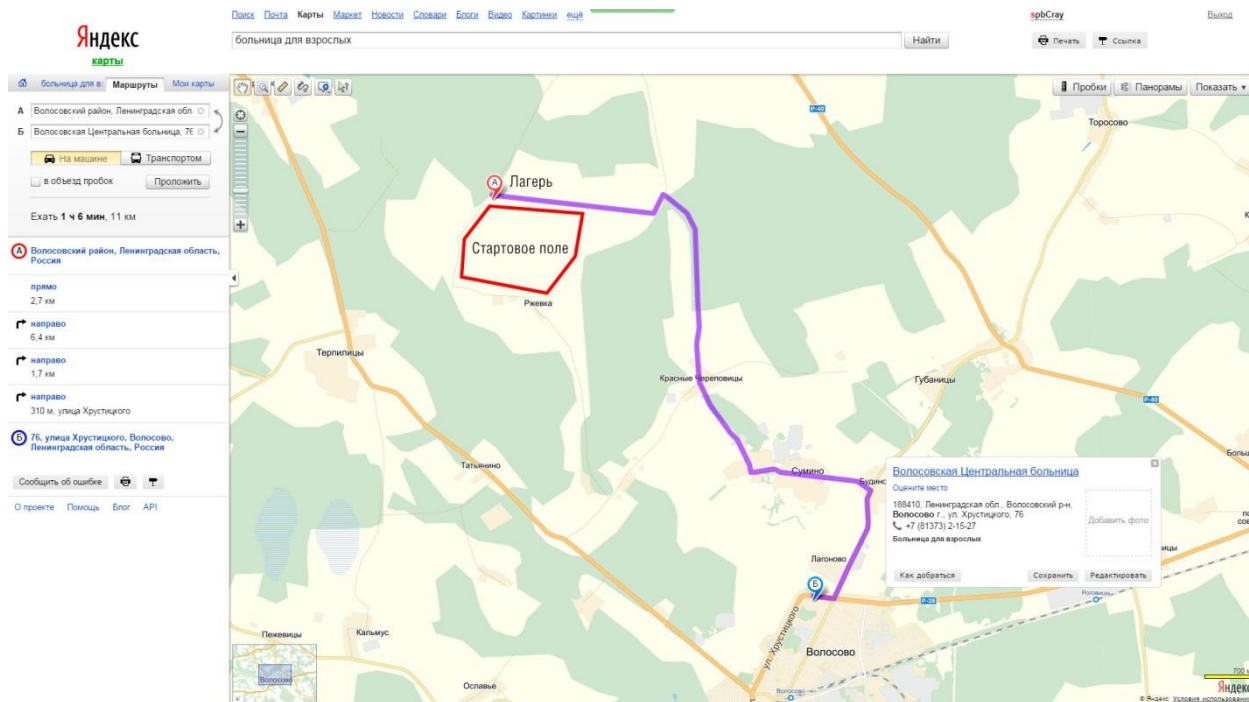 Поиск Почта Карты Маркет Новости Словари Блоги Видео Картинки ещё
spbCray
Выход
Яндекс
карты
больница для взрослых
Найти
Печать
Ссылка
больница для в
Маршруты
Мои карты
А Волосовский район, Ленинградская обл
Б Волосовская Центральная больница, 76
На машине
Транспортом
в объезд пробок
Проложить
Ехать 1 ч 6 мин, 11 км
А Волосовский район, Ленинградская область,
Россия
прямо
2,7 км
направо
6,4 км
направо
1,7 км
направо
310 м, улица Хрустицкого
Б 76, улица Хрустицкого, Волосово,
Ленинградская область, Россия
Сообщить об ошибке
О проекте Помощь Блог API
Пробки
Панорамы
Показать
Р-40
Торосово
А Лагерь
Стартовое поле
Ржевка
Терпилицы
Красные Череповицы
Губаницы
Р-40
Татьянино
Сумино
Будино
Больш
Волосовская Центральная больница
Оцените место
188410, Ленинградская обл., Волосовский р-н,
Волосово г., ул. Хрустицкого, 76
+7 (81373) 2-15-27
Больница для взрослых
Добавить фото
Как добраться
Сохранить
Редактировать
ицы
Лагоново
Б
Р-38
Роговицы
ул. Хрустицкого
Пежевицы
Кальмус
Волосово
Волосово
Ославье
Волосово
700 м
Яндекс
© Яндекс Условия использования